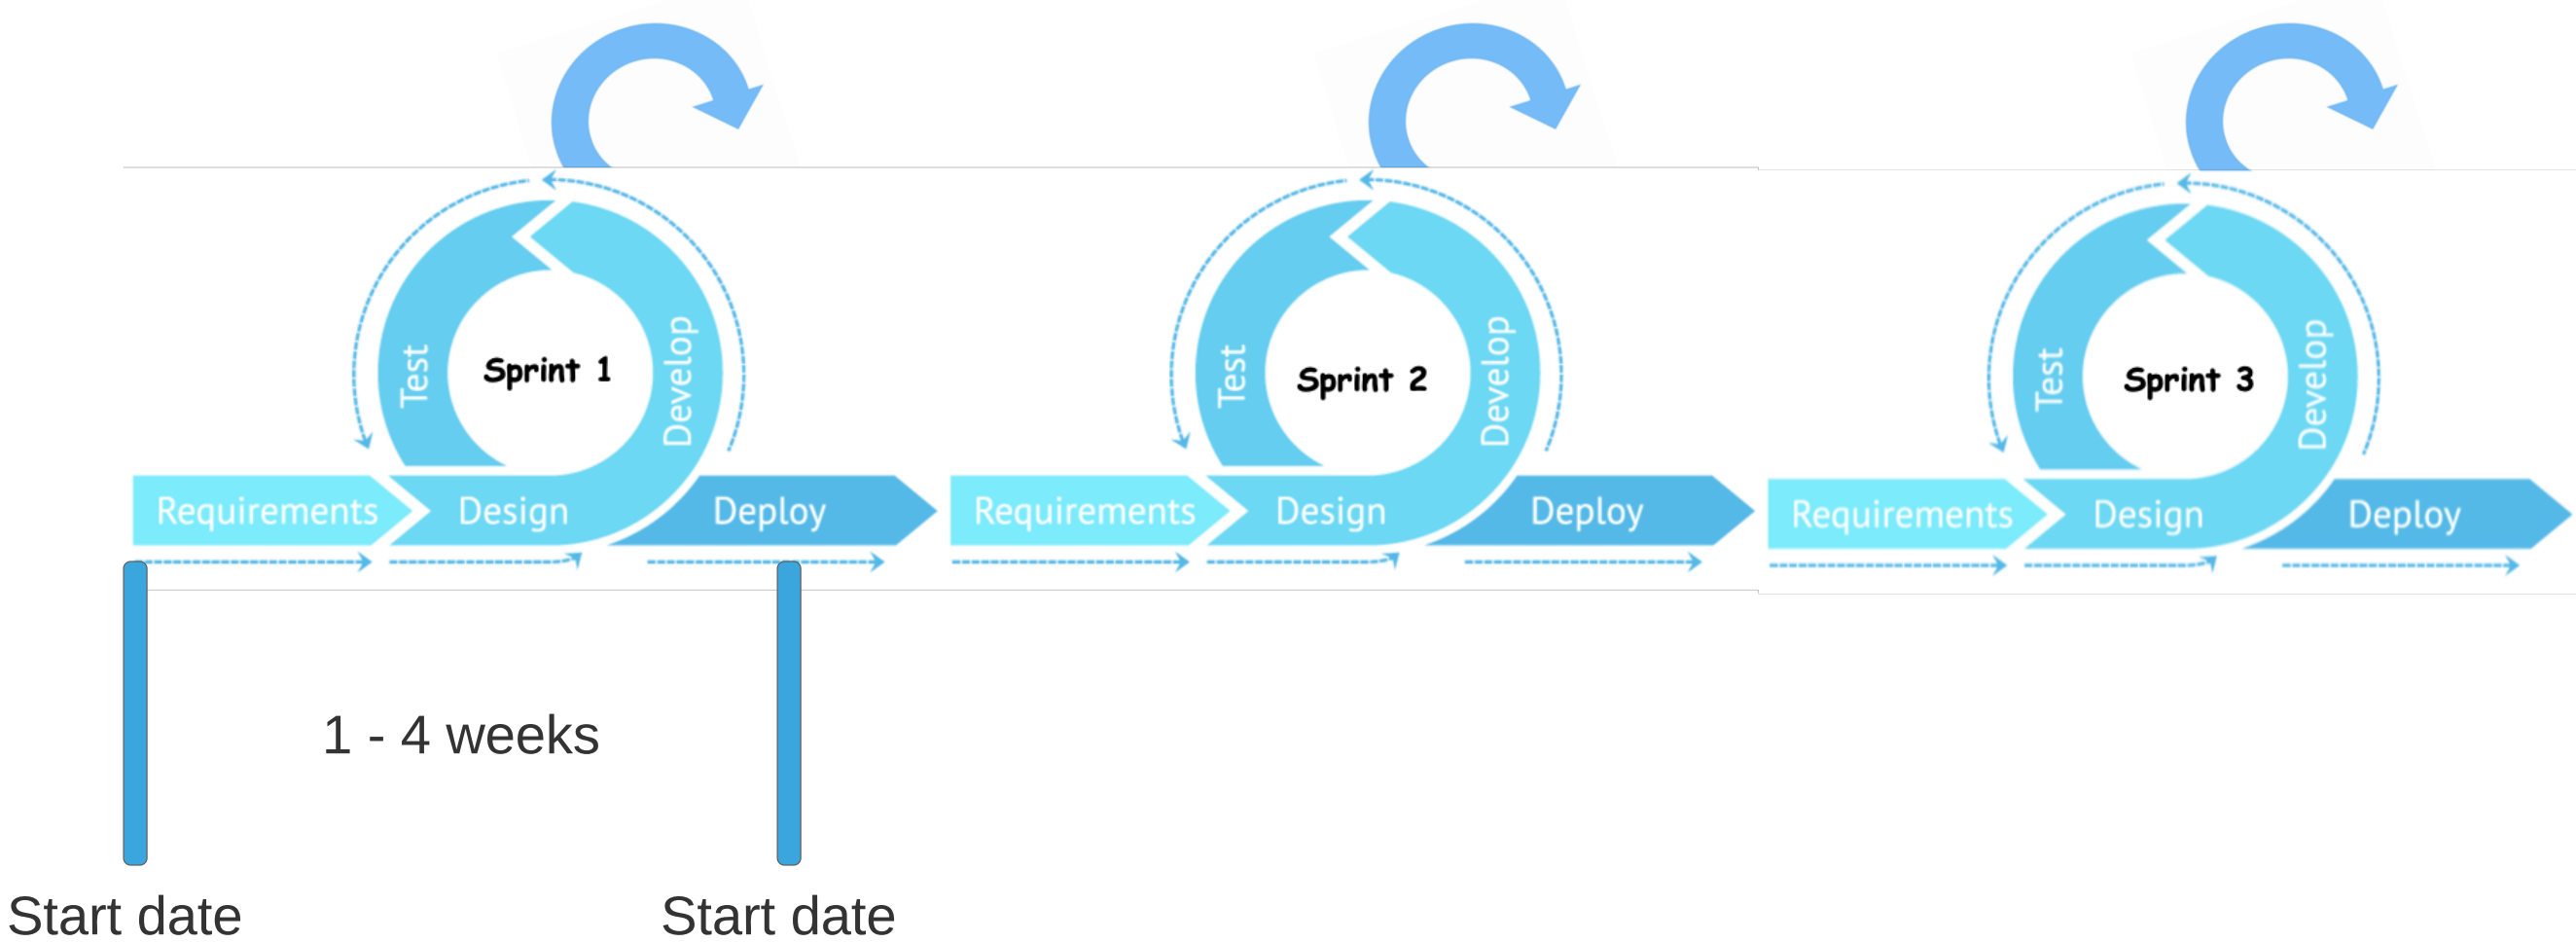 Sprint 1
Test
Develop
Requirements
Design
Deploy
Sprint 2
Test
Develop
Requirements
Design
Deploy
Sprint 3
Test
Develop
Requirements
Design
Deploy
1 - 4 weeks
Start date
Start date